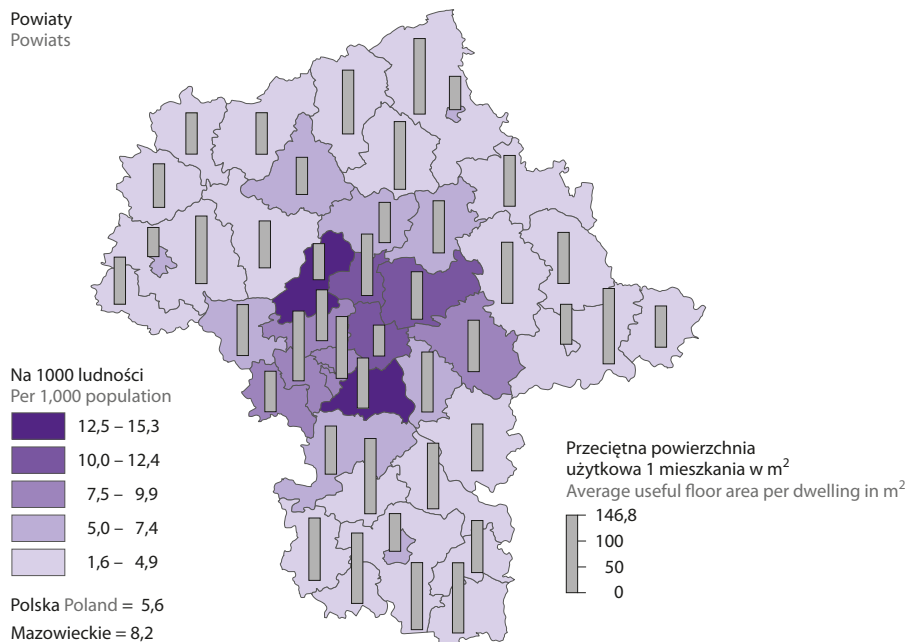 Powiaty
Powiats
Na 1000 ludności
Per 1,000 population
12,5 – 15,3
10,0 – 12,4
7,5 – 9,9
5,0 – 7,4
1,6 – 4,9
Polska Poland = 5,6
Mazowieckie = 8,2
Przeciętna powierzchnia
użytkowa 1 mieszkania w m²
Average useful floor area per dwelling in m²
146,8
100
50
0